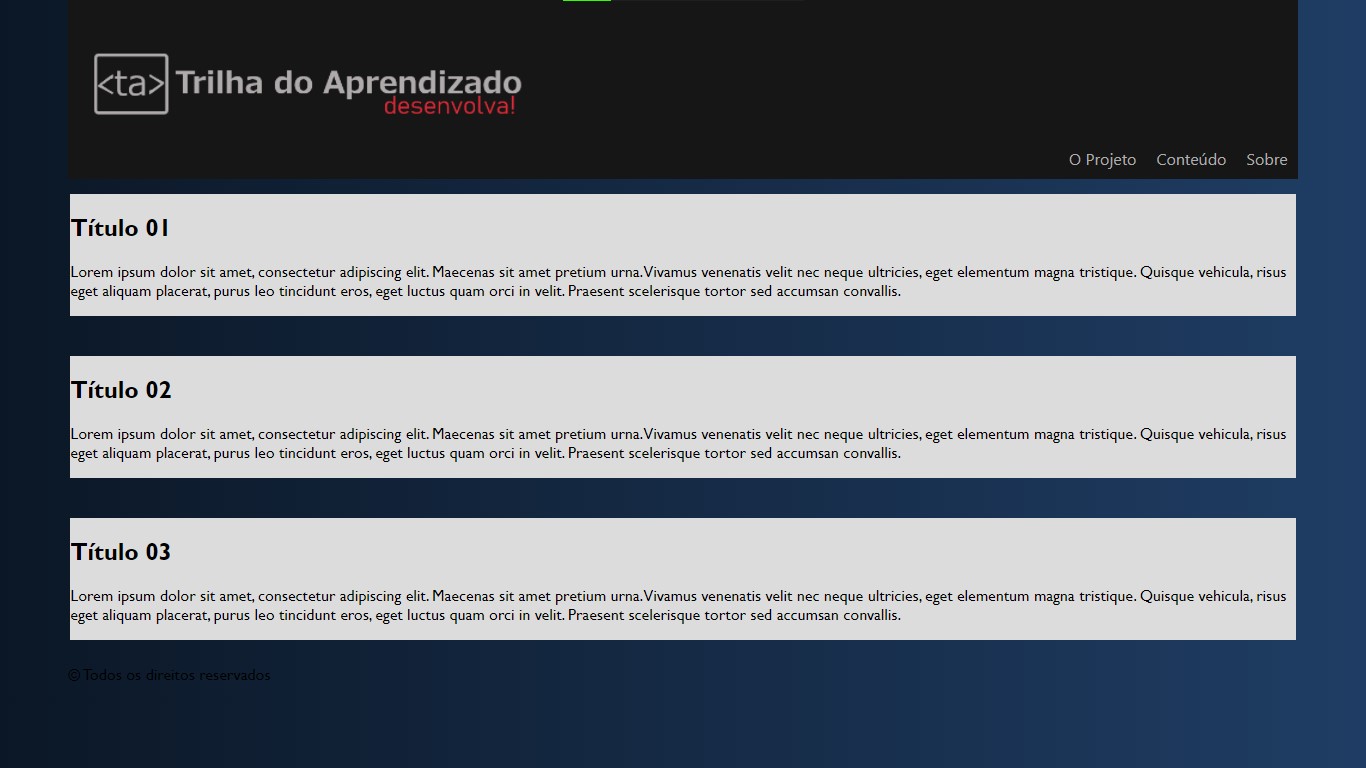 <ta> Trilha do Aprendizado
desenvolva!
O Projeto Conteúdo Sobre
Título 01
Lorem ipsum dolor sit amet, consectetur adipiscing elit. Maecenas sit amet pretium urna. Vivamus venenatis velit nec neque ultricies, eget elementum magna tristique. Quisque vehicula, risus
eget aliquam placerat, purus leo tincidunt eros, eget luctus quam orci in velit. Praesent scelerisque tortor sed accumsan convallis.
Título 02
Lorem ipsum dolor sit amet, consectetur adipiscing elit. Maecenas sit amet pretium urna. Vivamus venenatis velit nec neque ultricies, eget elementum magna tristique. Quisque vehicula, risus
eget aliquam placerat, purus leo tincidunt eros, eget luctus quam orci in velit. Praesent scelerisque tortor sed accumsan convallis.
Título 03
Lorem ipsum dolor sit amet, consectetur adipiscing elit. Maecenas sit amet pretium urna. Vivamus venenatis velit nec neque ultricies, eget elementum magna tristique. Quisque vehicula, risus
eget aliquam placerat, purus leo tincidunt eros, eget luctus quam orci in velit. Praesent scelerisque tortor sed accumsan convallis.
© Todos os direitos reservados